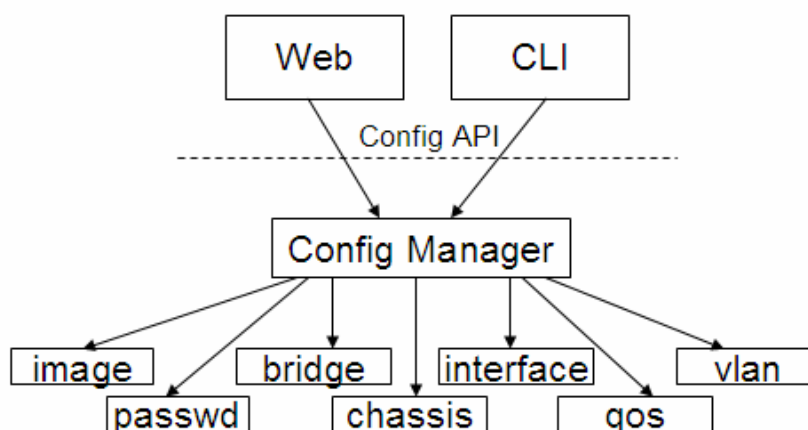 Web
CLI
Config API
Config Manager
image
bridge
interface
vlan
passwd
chassis
qos